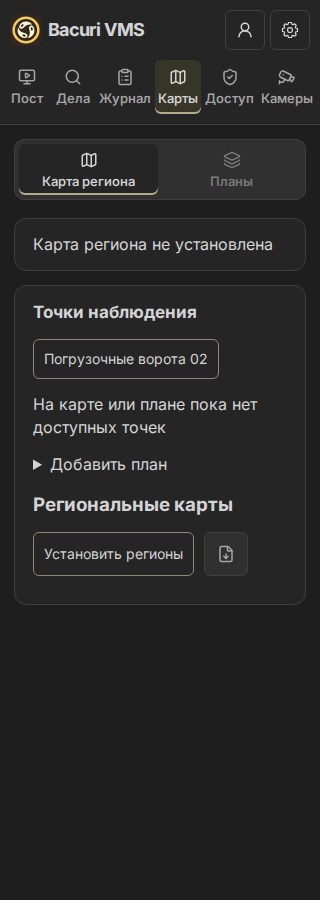 Bacuri VMS
Пост
Дела
Журнал
Карты
Доступ
Камеры
Карта региона
Планы
Карта региона не установлена
Точки наблюдения
Погрузочные ворота 02
На карте или плане пока нет
доступных точек
Добавить план
Региональные карты
Установить регионы